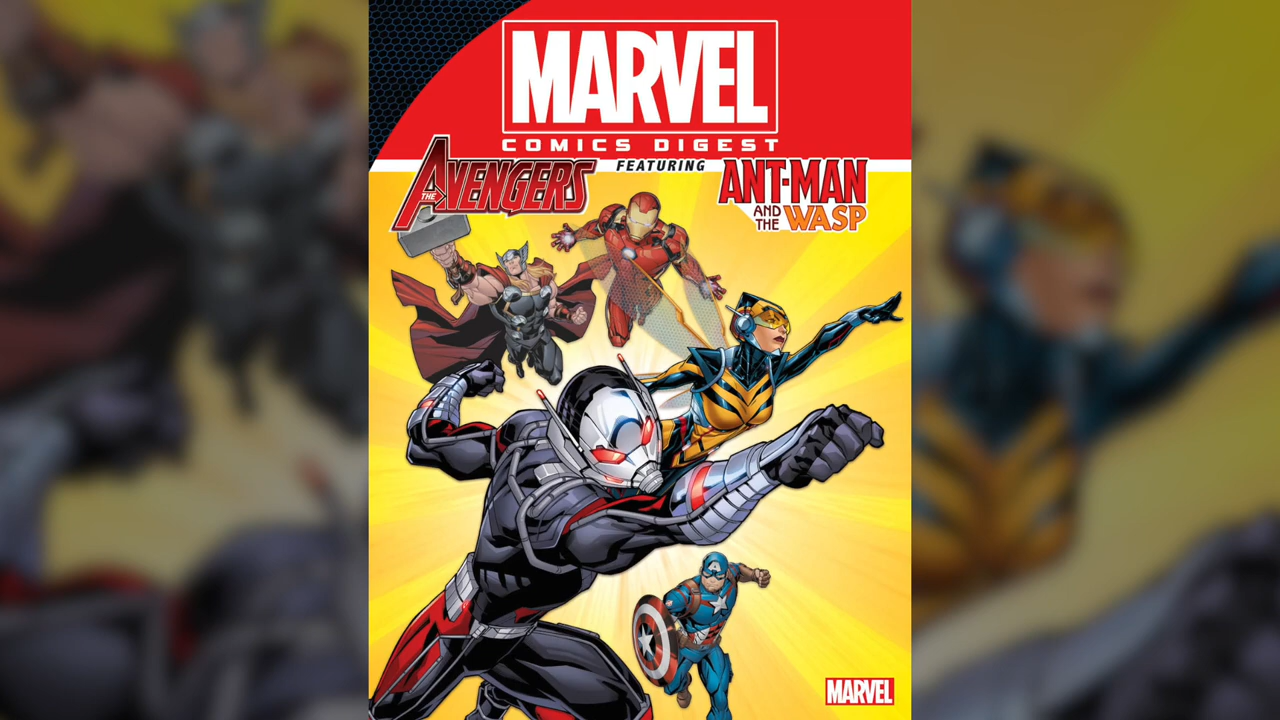 MARVEL
COMICS DIGEST
THE AVENGERS
FEATURING
ANT-MAN
AND THE WASP
A
MARVEL